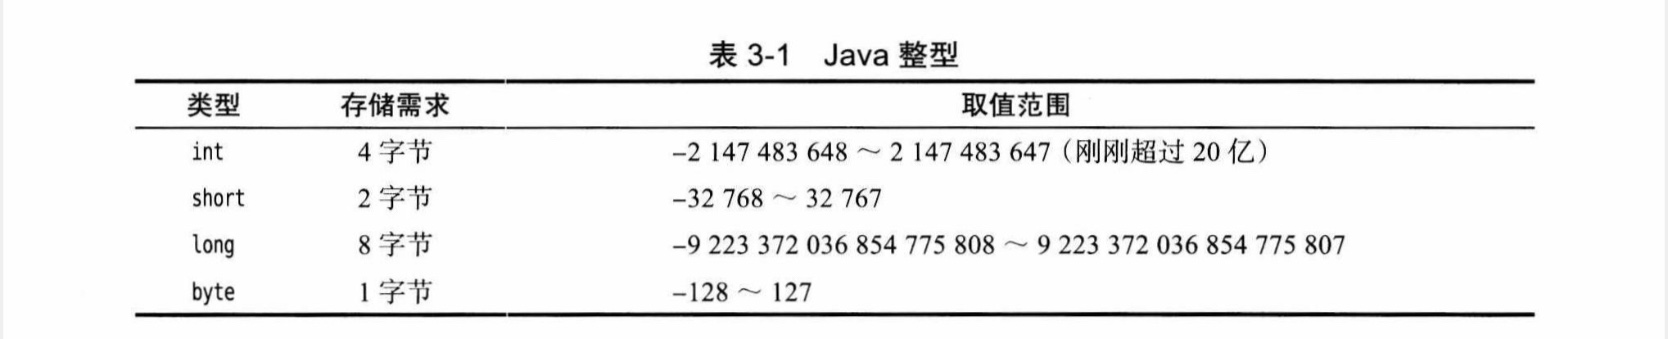 表 3-1 Java 整型
类型 存储需求 取值范围
int 4 字节 –2 147 483 648 ~ 2 147 483 647（刚刚超过 20 亿）
short 2 字节 –32 768 ~ 32 767
long 8 字节 –9 223 372 036 854 775 808 ~ 9 223 372 036 854 775 807
byte 1 字节 –128 ~ 127